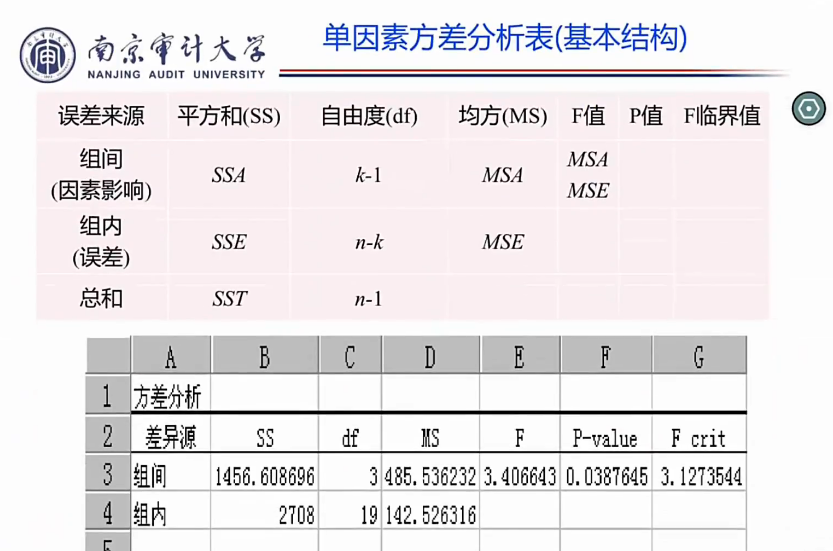 南京审计大学
NANJING AUDIT UNIVERSITY
单因素方差分析表(基本结构)
误差来源 平方和(SS) 自由度(df) 均方(MS) F值 P值 F临界值
组间
(因素影响) SSA k-1 MSA MSA
MSE
组内
(误差) SSE n-k MSE
总和 SST n-1
A B C D E F G
1 方差分析
2 差异源 SS df MS F P-value F crit
3 组间 1456.608696 3 485.536232 3.406643 0.0387645 3.1273544
4 组内 2708 19 142.526316